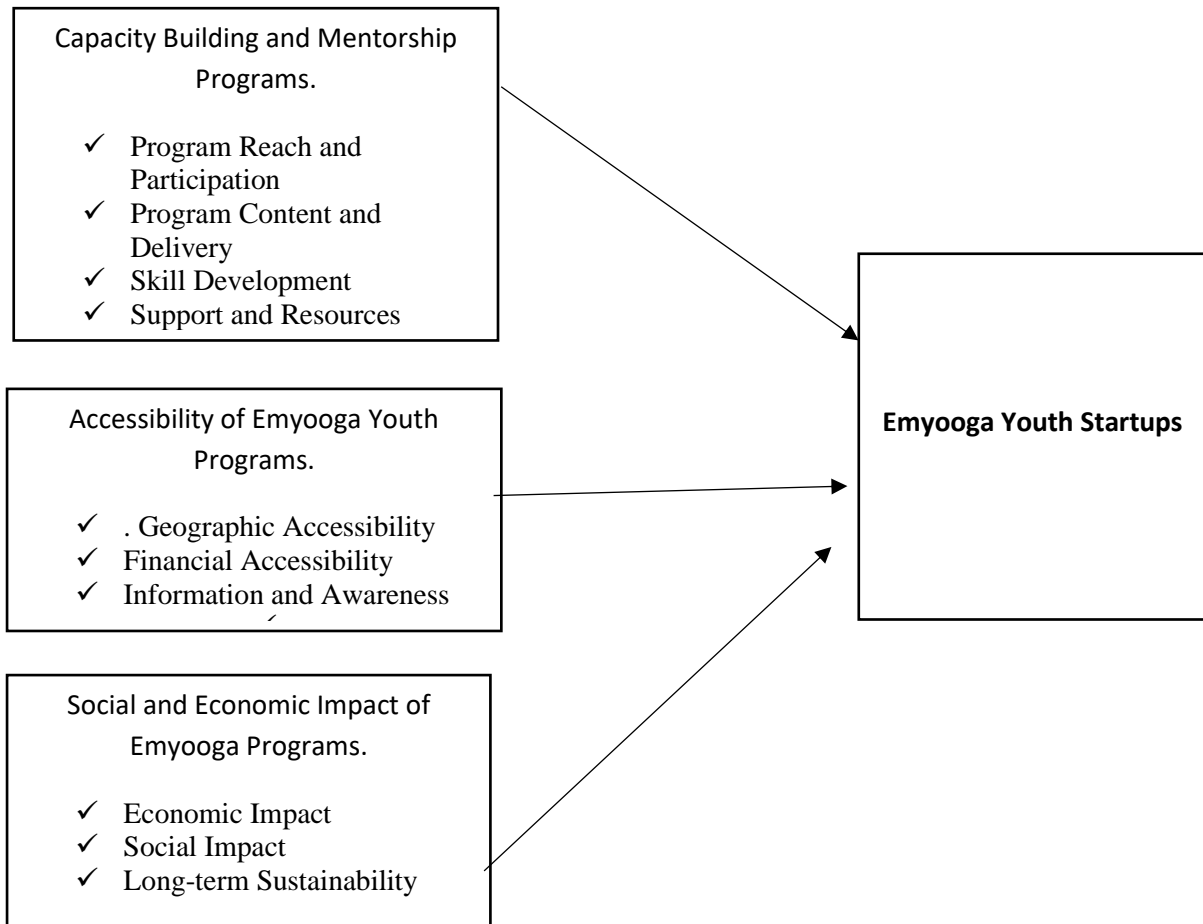 Capacity Building and Mentorship
Programs.
✓ Program Reach and
Participation
✓ Program Content and
Delivery
✓ Skill Development
✓ Support and Resources
Accessibility of Emyooga Youth
Programs.
✓ . Geographic Accessibility
✓ Financial Accessibility
✓ Information and Awareness
Social and Economic Impact of
Emyooga Programs.
✓ Economic Impact
✓ Social Impact
✓ Long-term Sustainability
Emyooga Youth Startups